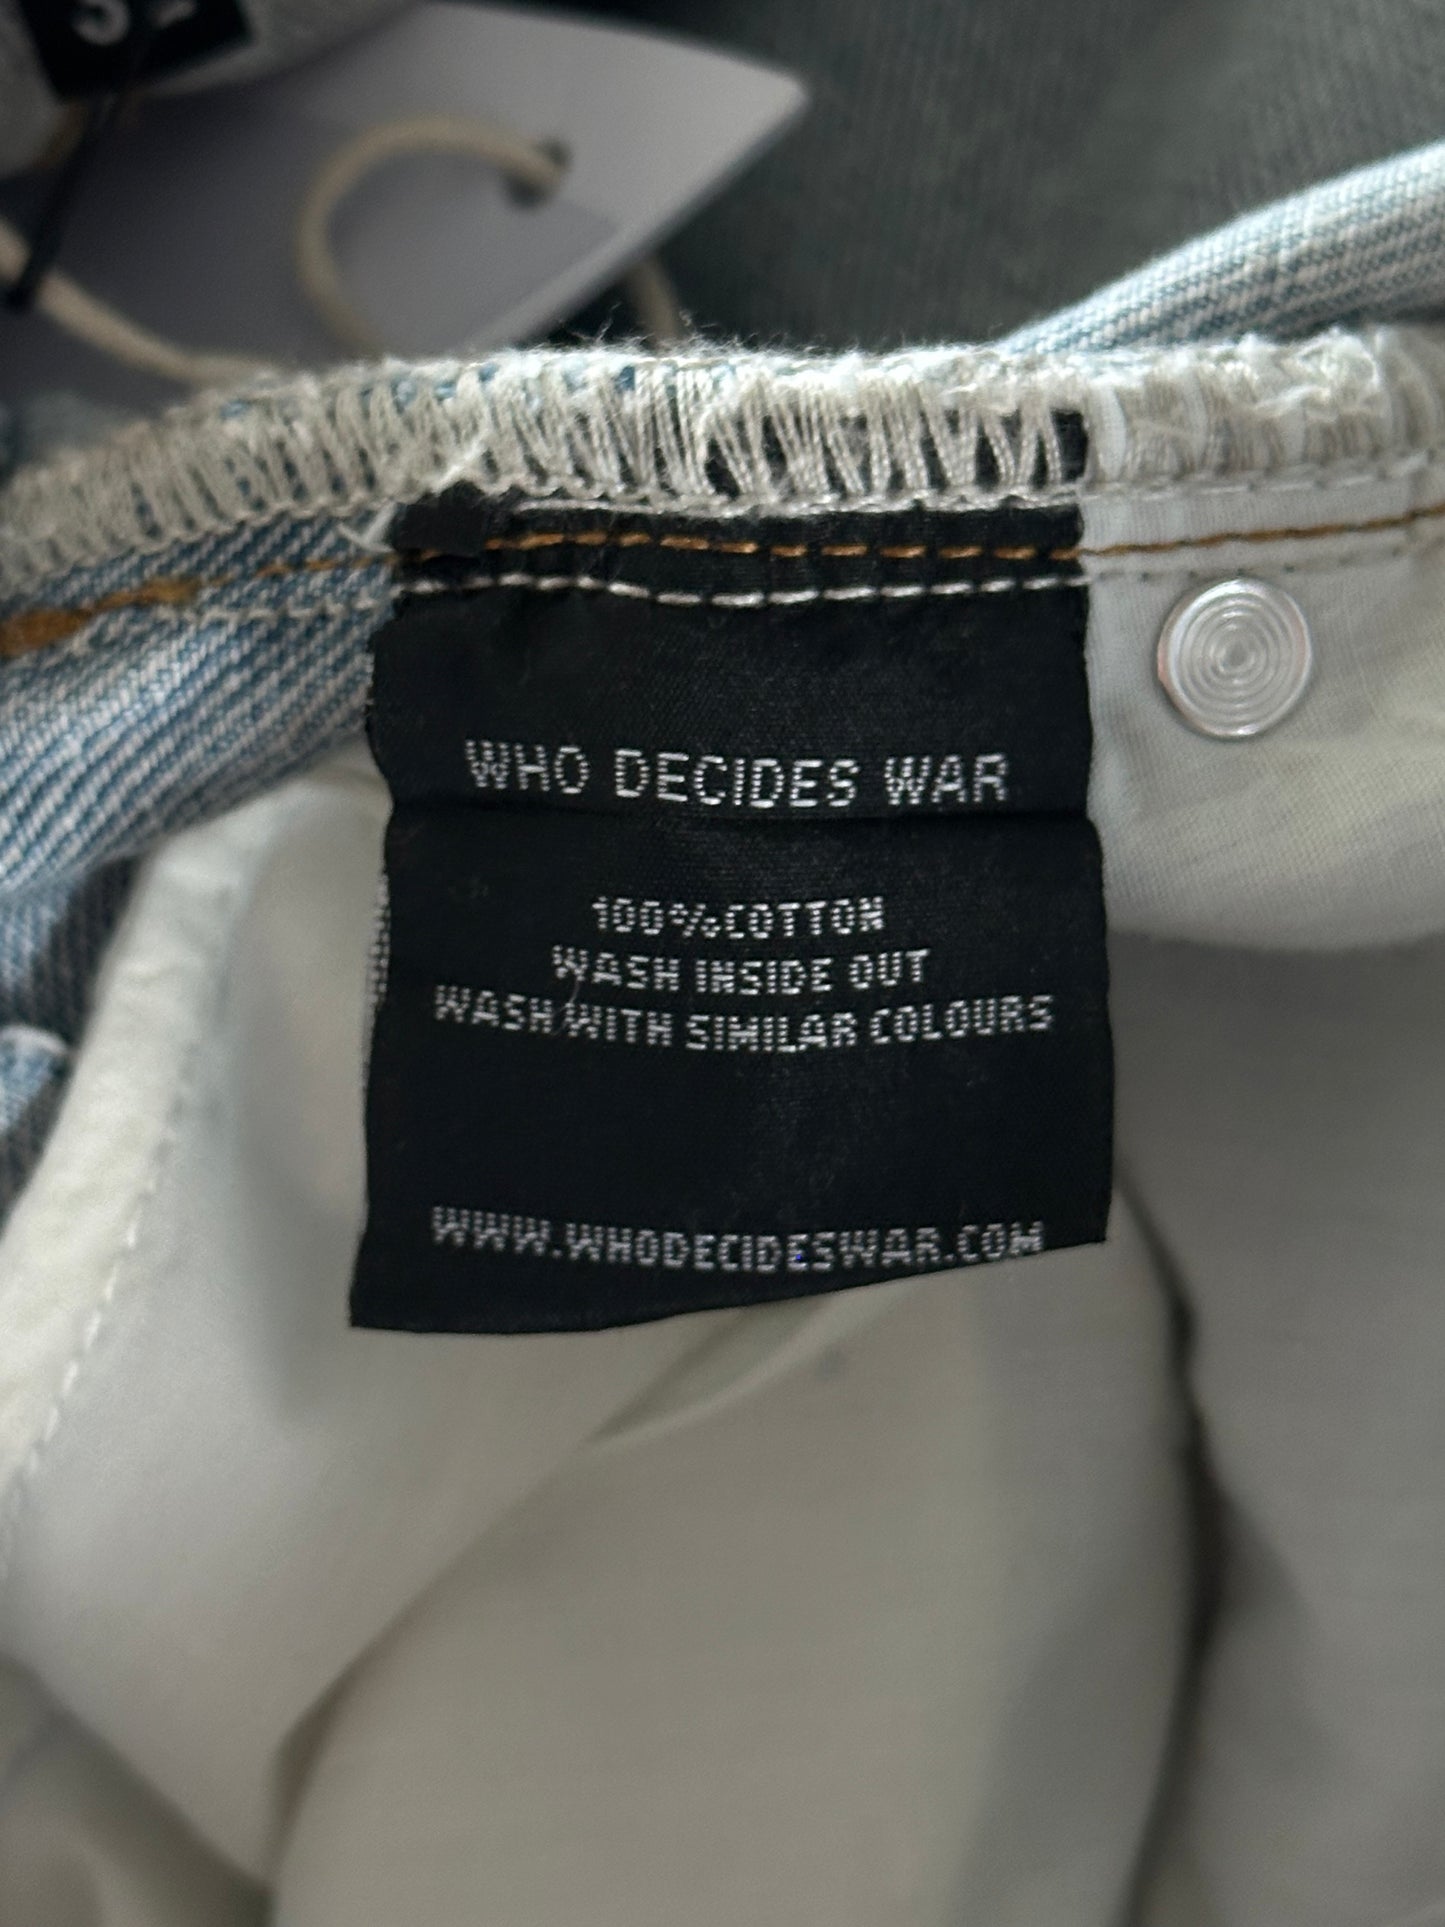 WHO DECIDES WAR
100%COTTON
WASH INSIDE OUT
WASH WITH SIMILAR COLOURS
WWW.WHODECIDESWAR.COM